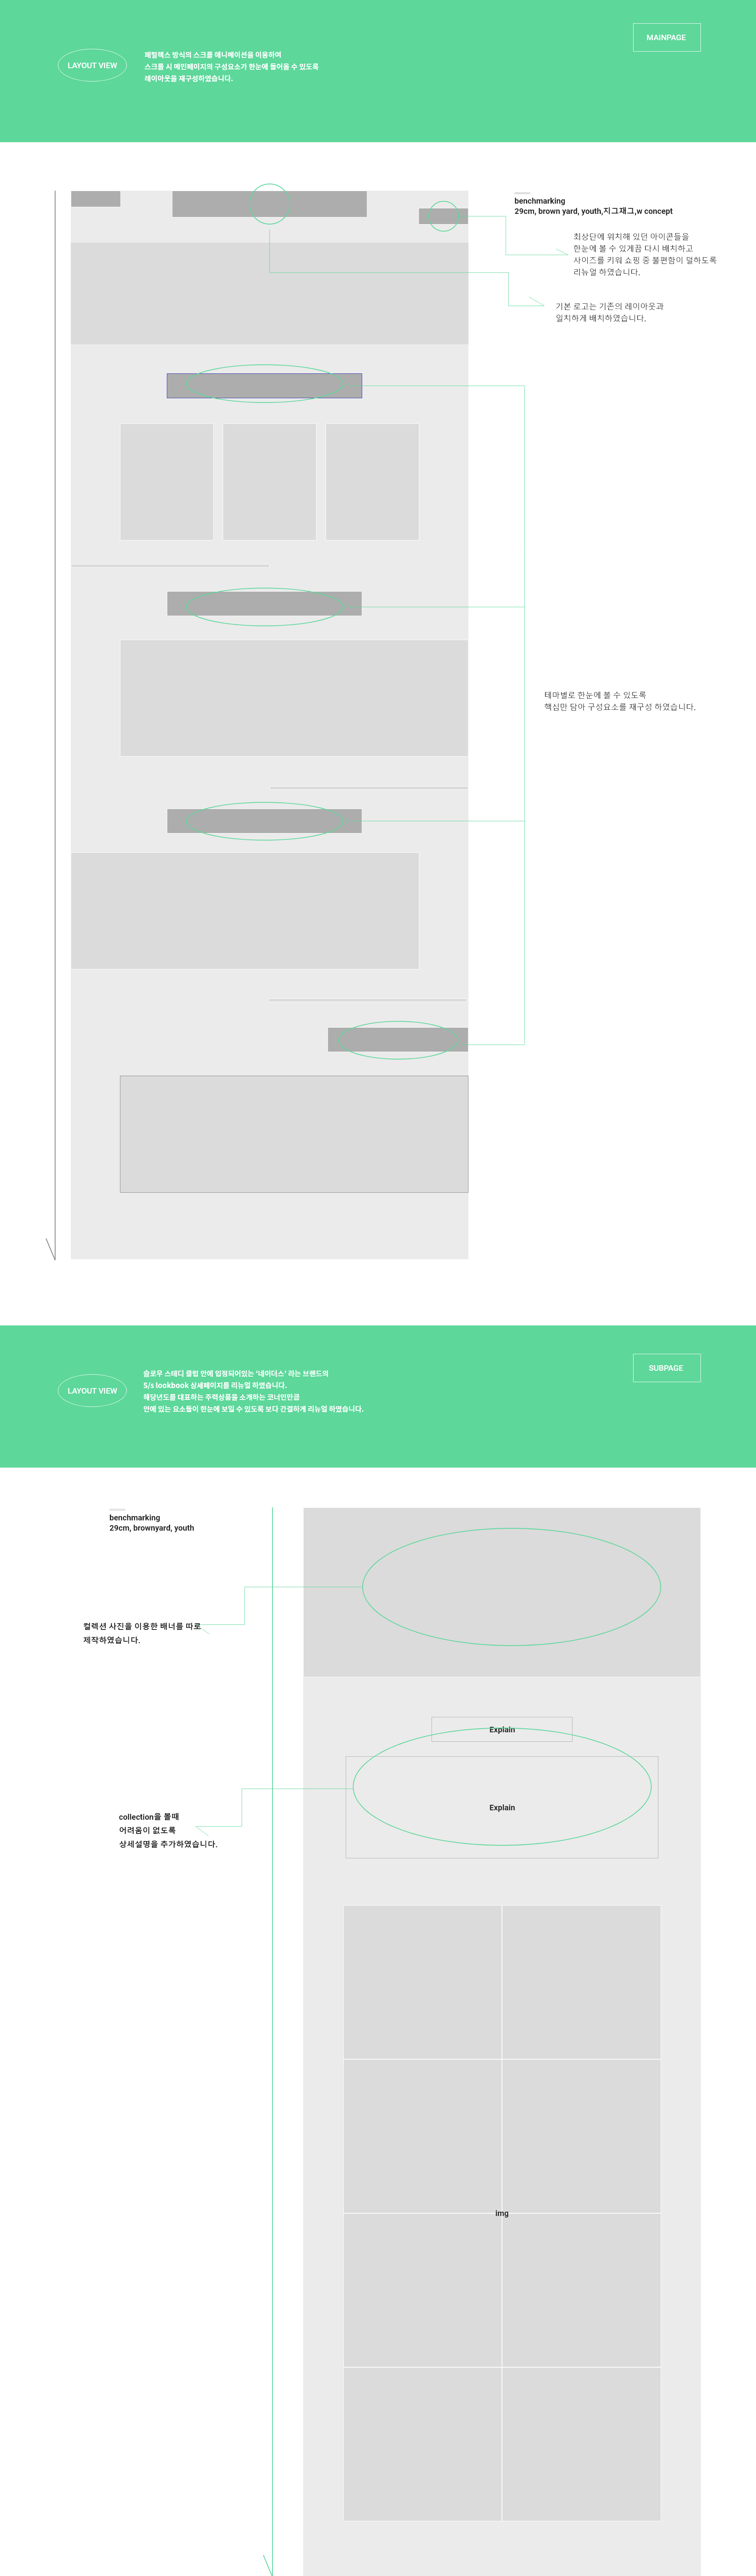 MAINPAGE
LAYOUT VIEW
패럴렉스 방식의 스크롤 애니메이션을 이용하여
스크롤 시 메인페이지의 구성요소가 한눈에 들어올 수 있도록
레이아웃을 재구성하였습니다.
benchmarking
29cm, brown yard, youth,지그재그,w concept
최상단에 위치해 있던 아이콘들을
한눈에 볼 수 있게끔 다시 배치하고
사이즈를 키워 쇼핑 중 불편함이 덜하도록
리뉴얼 하였습니다.
기본 로고는 기존의 레이아웃과
일치하게 배치하였습니다.
테마별로 한눈에 볼 수 있도록
핵심만 담아 구성요소를 재구성 하였습니다.
SUBPAGE
LAYOUT VIEW
슬로우 스테디 클럽 안에 입점되어있는 '네이더스' 라는 브랜드의
S/s lookbook 상세페이지를 리뉴얼 하였습니다.
해당년도를 대표하는 주력상품을 소개하는 코너인만큼
안에 있는 요소들이 한눈에 보일 수 있도록 보다 간결하게 리뉴얼 하였습니다.
benchmarking
29cm, brownyard, youth
컬렉션 사진을 이용한 배너를 따로
제작하였습니다.
Explain
Explain
collection을 볼때
어려움이 없도록
상세설명을 추가하였습니다.
img